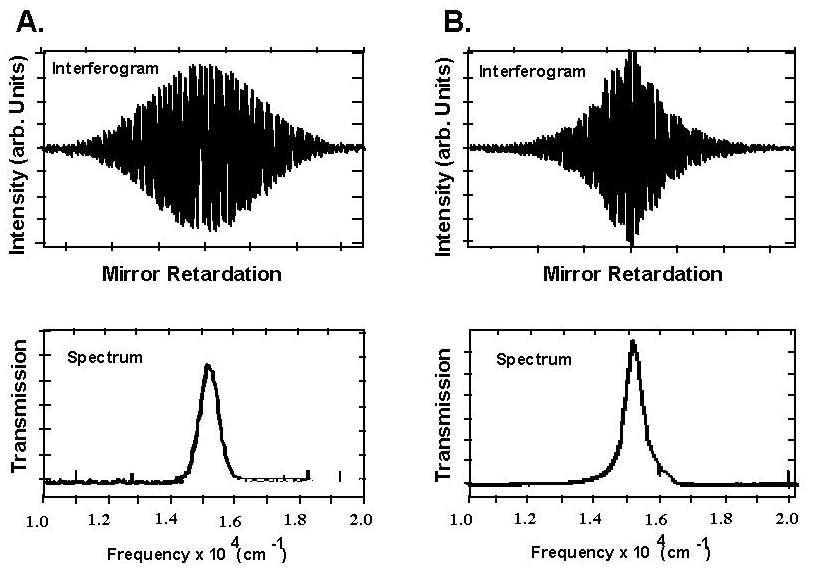 A.
Interferogram
Intensity (arb. Units)
Mirror Retardation
Spectrum
Transmission
1.0 1.2 1.4 1.6 1.8 2.0
Frequency x 10 4 (cm -1)
B.
Interferogram
Intensity (arb. Units)
Mirror Retardation
Spectrum
Transmission
1.0 1.2 1.4 1.6 1.8 2.0
Frequency x 10 4 (cm -1)